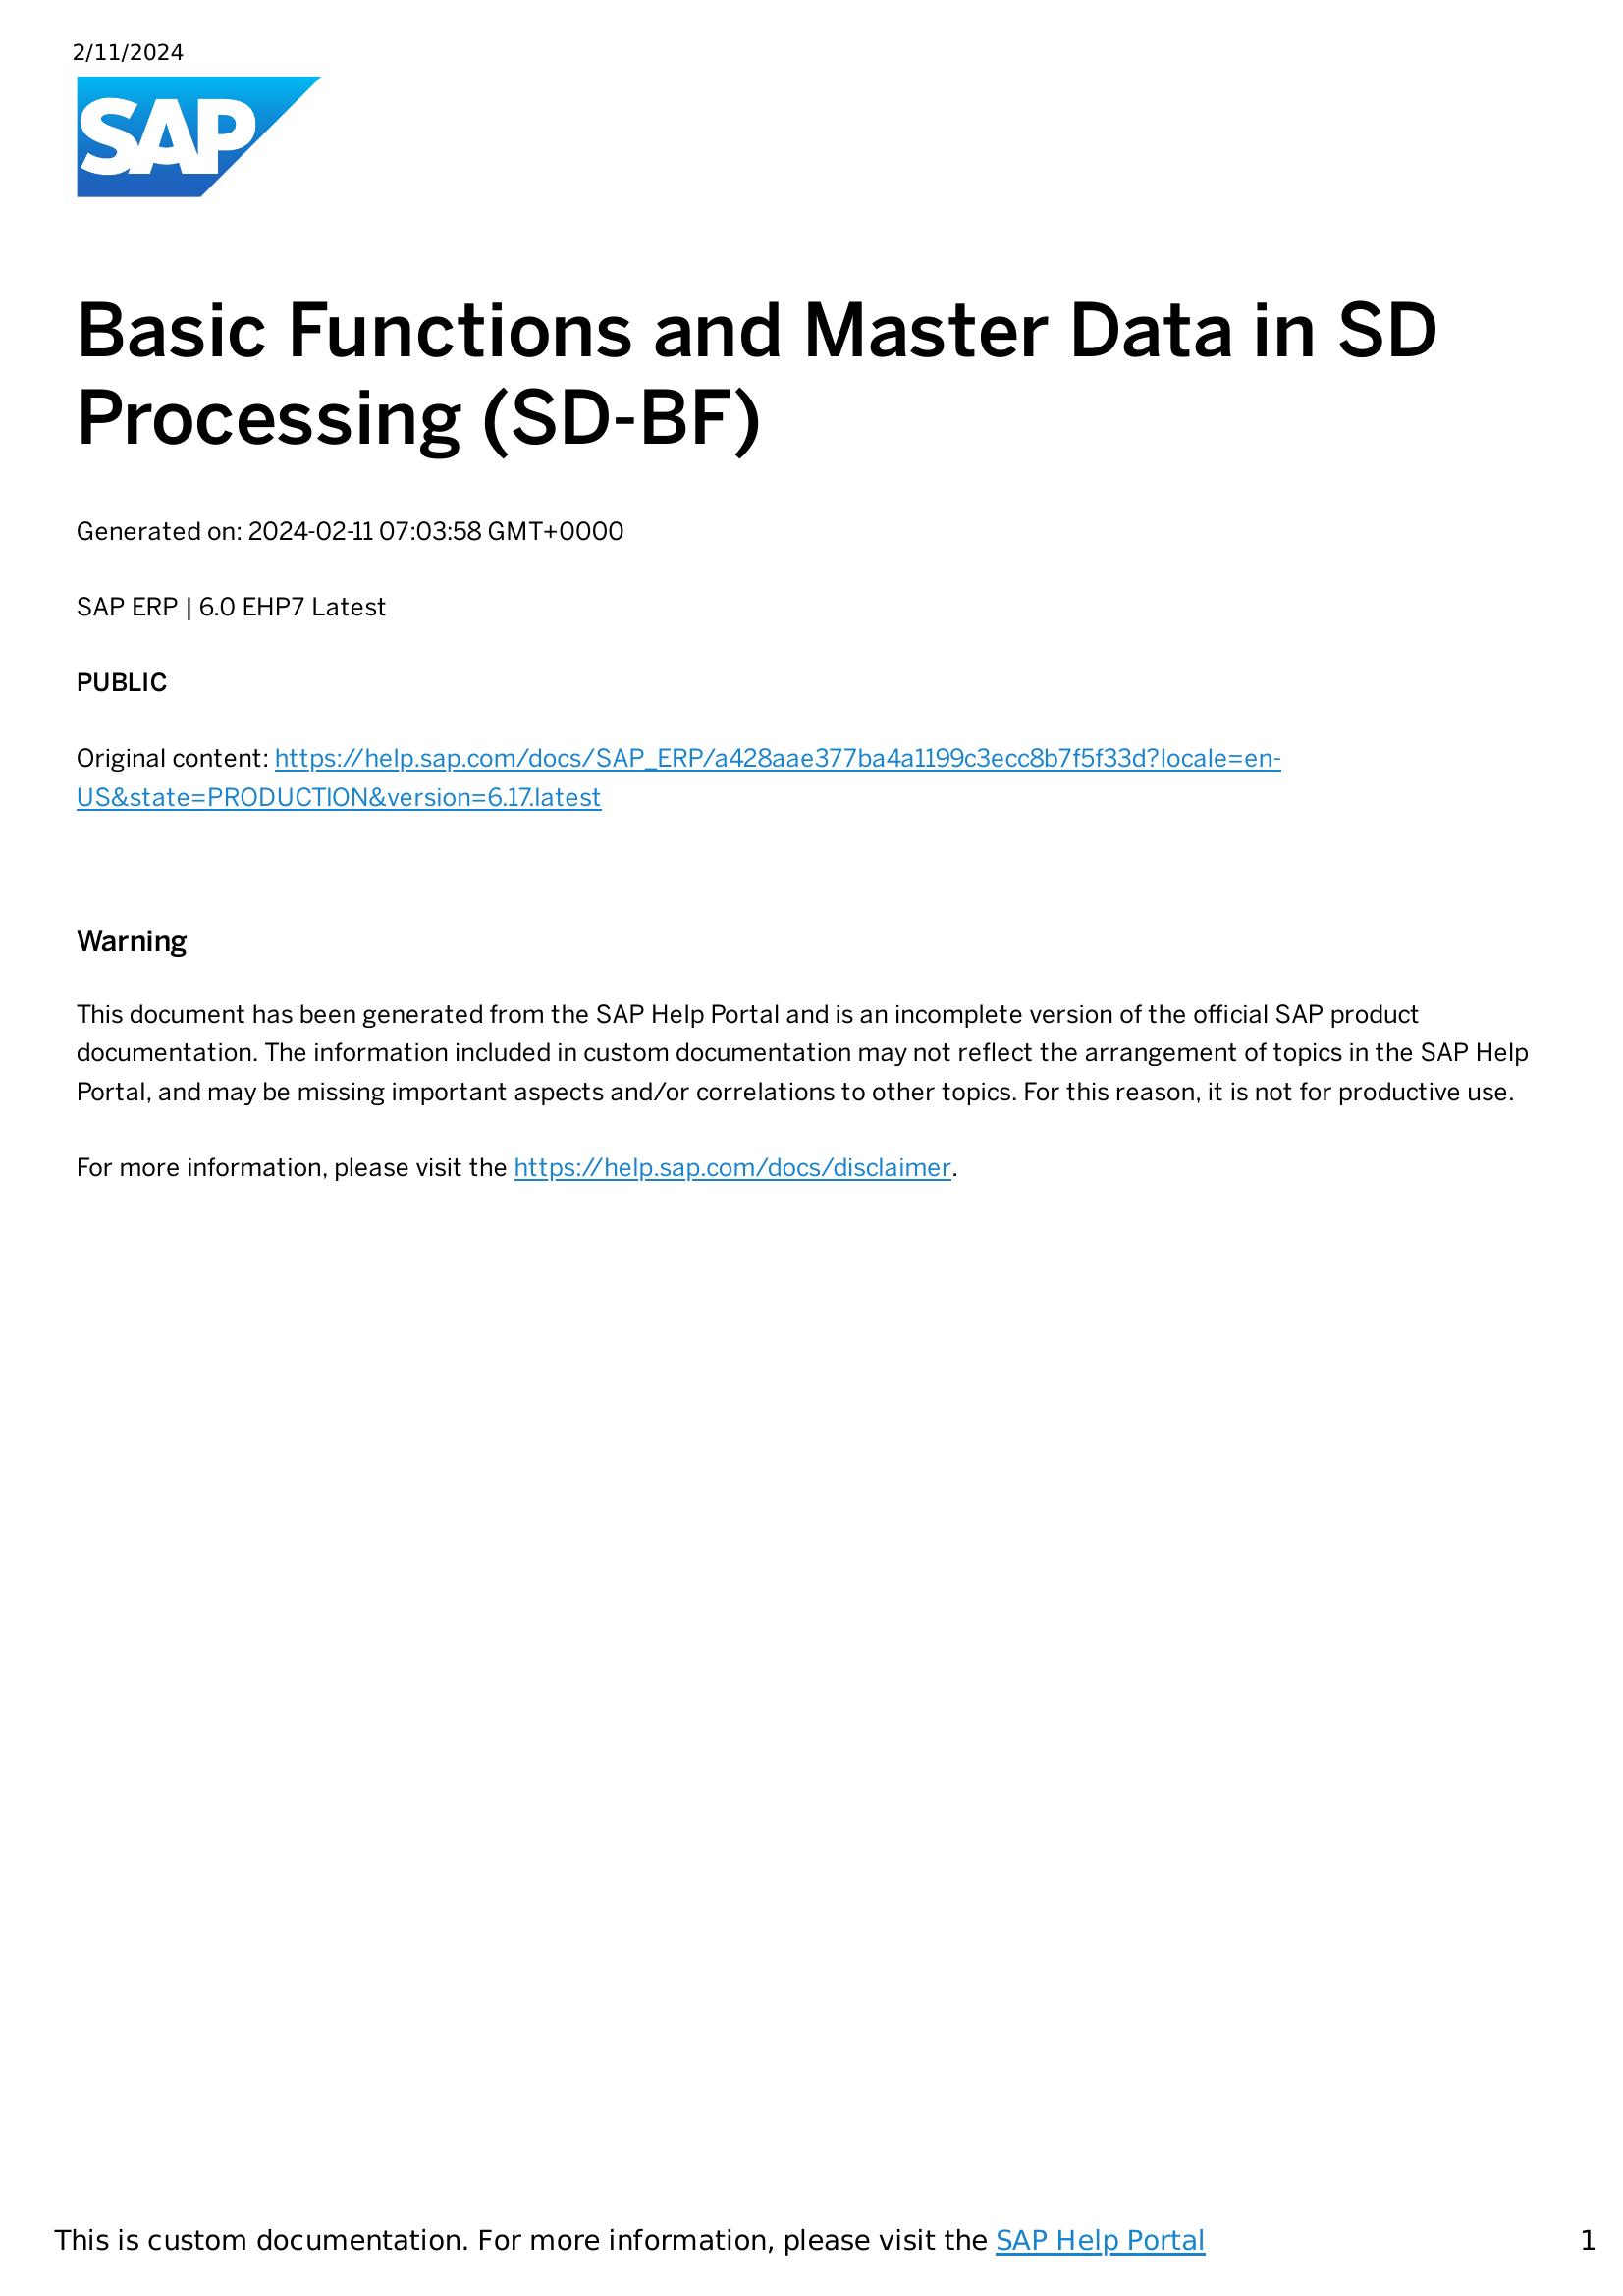 2/11/2024
SAP
Basic Functions and Master Data in SD
Processing (SD-BF)
Generated on: 2024-02-11 07:03:58 GMT+0000
SAP ERP | 6.0 EHP7 Latest
PUBLIC
Original content: https://help.sap.com/docs/SAP_ERP/a428aae377ba4a1199c3ecc8b7f5f33d?locale=en-
US&state=PRODUCTION&version=6.17.latest
Warning
This document has been generated from the SAP Help Portal and is an incomplete version of the official SAP product
documentation. The information included in custom documentation may not reflect the arrangement of topics in the SAP Help
Portal, and may be missing important aspects and/or correlations to other topics. For this reason, it is not for productive use.
For more information, please visit the https://help.sap.com/docs/disclaimer.
This is custom documentation. For more information, please visit the SAP Help Portal 1